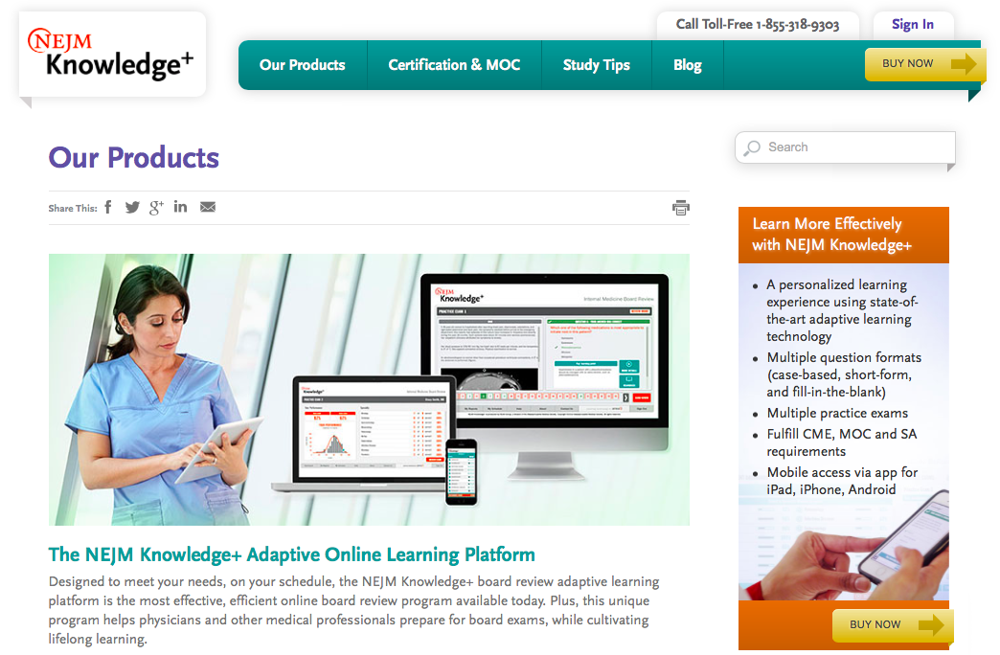 NEJM
Knowledge+
Call Toll-Free 1-855-318-9303
Sign In
Our Products
Certification & MOC
Study Tips
Blog
BUY NOW
Our Products
Search
Share This:
NEJM
Knowledge+
Internal Medicine Board Review
PRACTICE EXAM 1
Learn More Effectively
with NEJM Knowledge+
• A personalized learning
experience using state-of-
the-art adaptive learning
technology
• Multiple question formats
(case-based, short-form,
and fill-in-the-blank)
• Multiple practice exams
• Fulfill CME, MOC and SA
requirements
• Mobile access via app for
iPad, iPhone, Android
BUY NOW
The NEJM Knowledge+ Adaptive Online Learning Platform
Designed to meet your needs, on your schedule, the NEJM Knowledge+ board review adaptive learning
platform is the most effective, efficient online board review program available today. Plus, this unique
program helps physicians and other medical professionals prepare for board exams, while cultivating
lifelong learning.